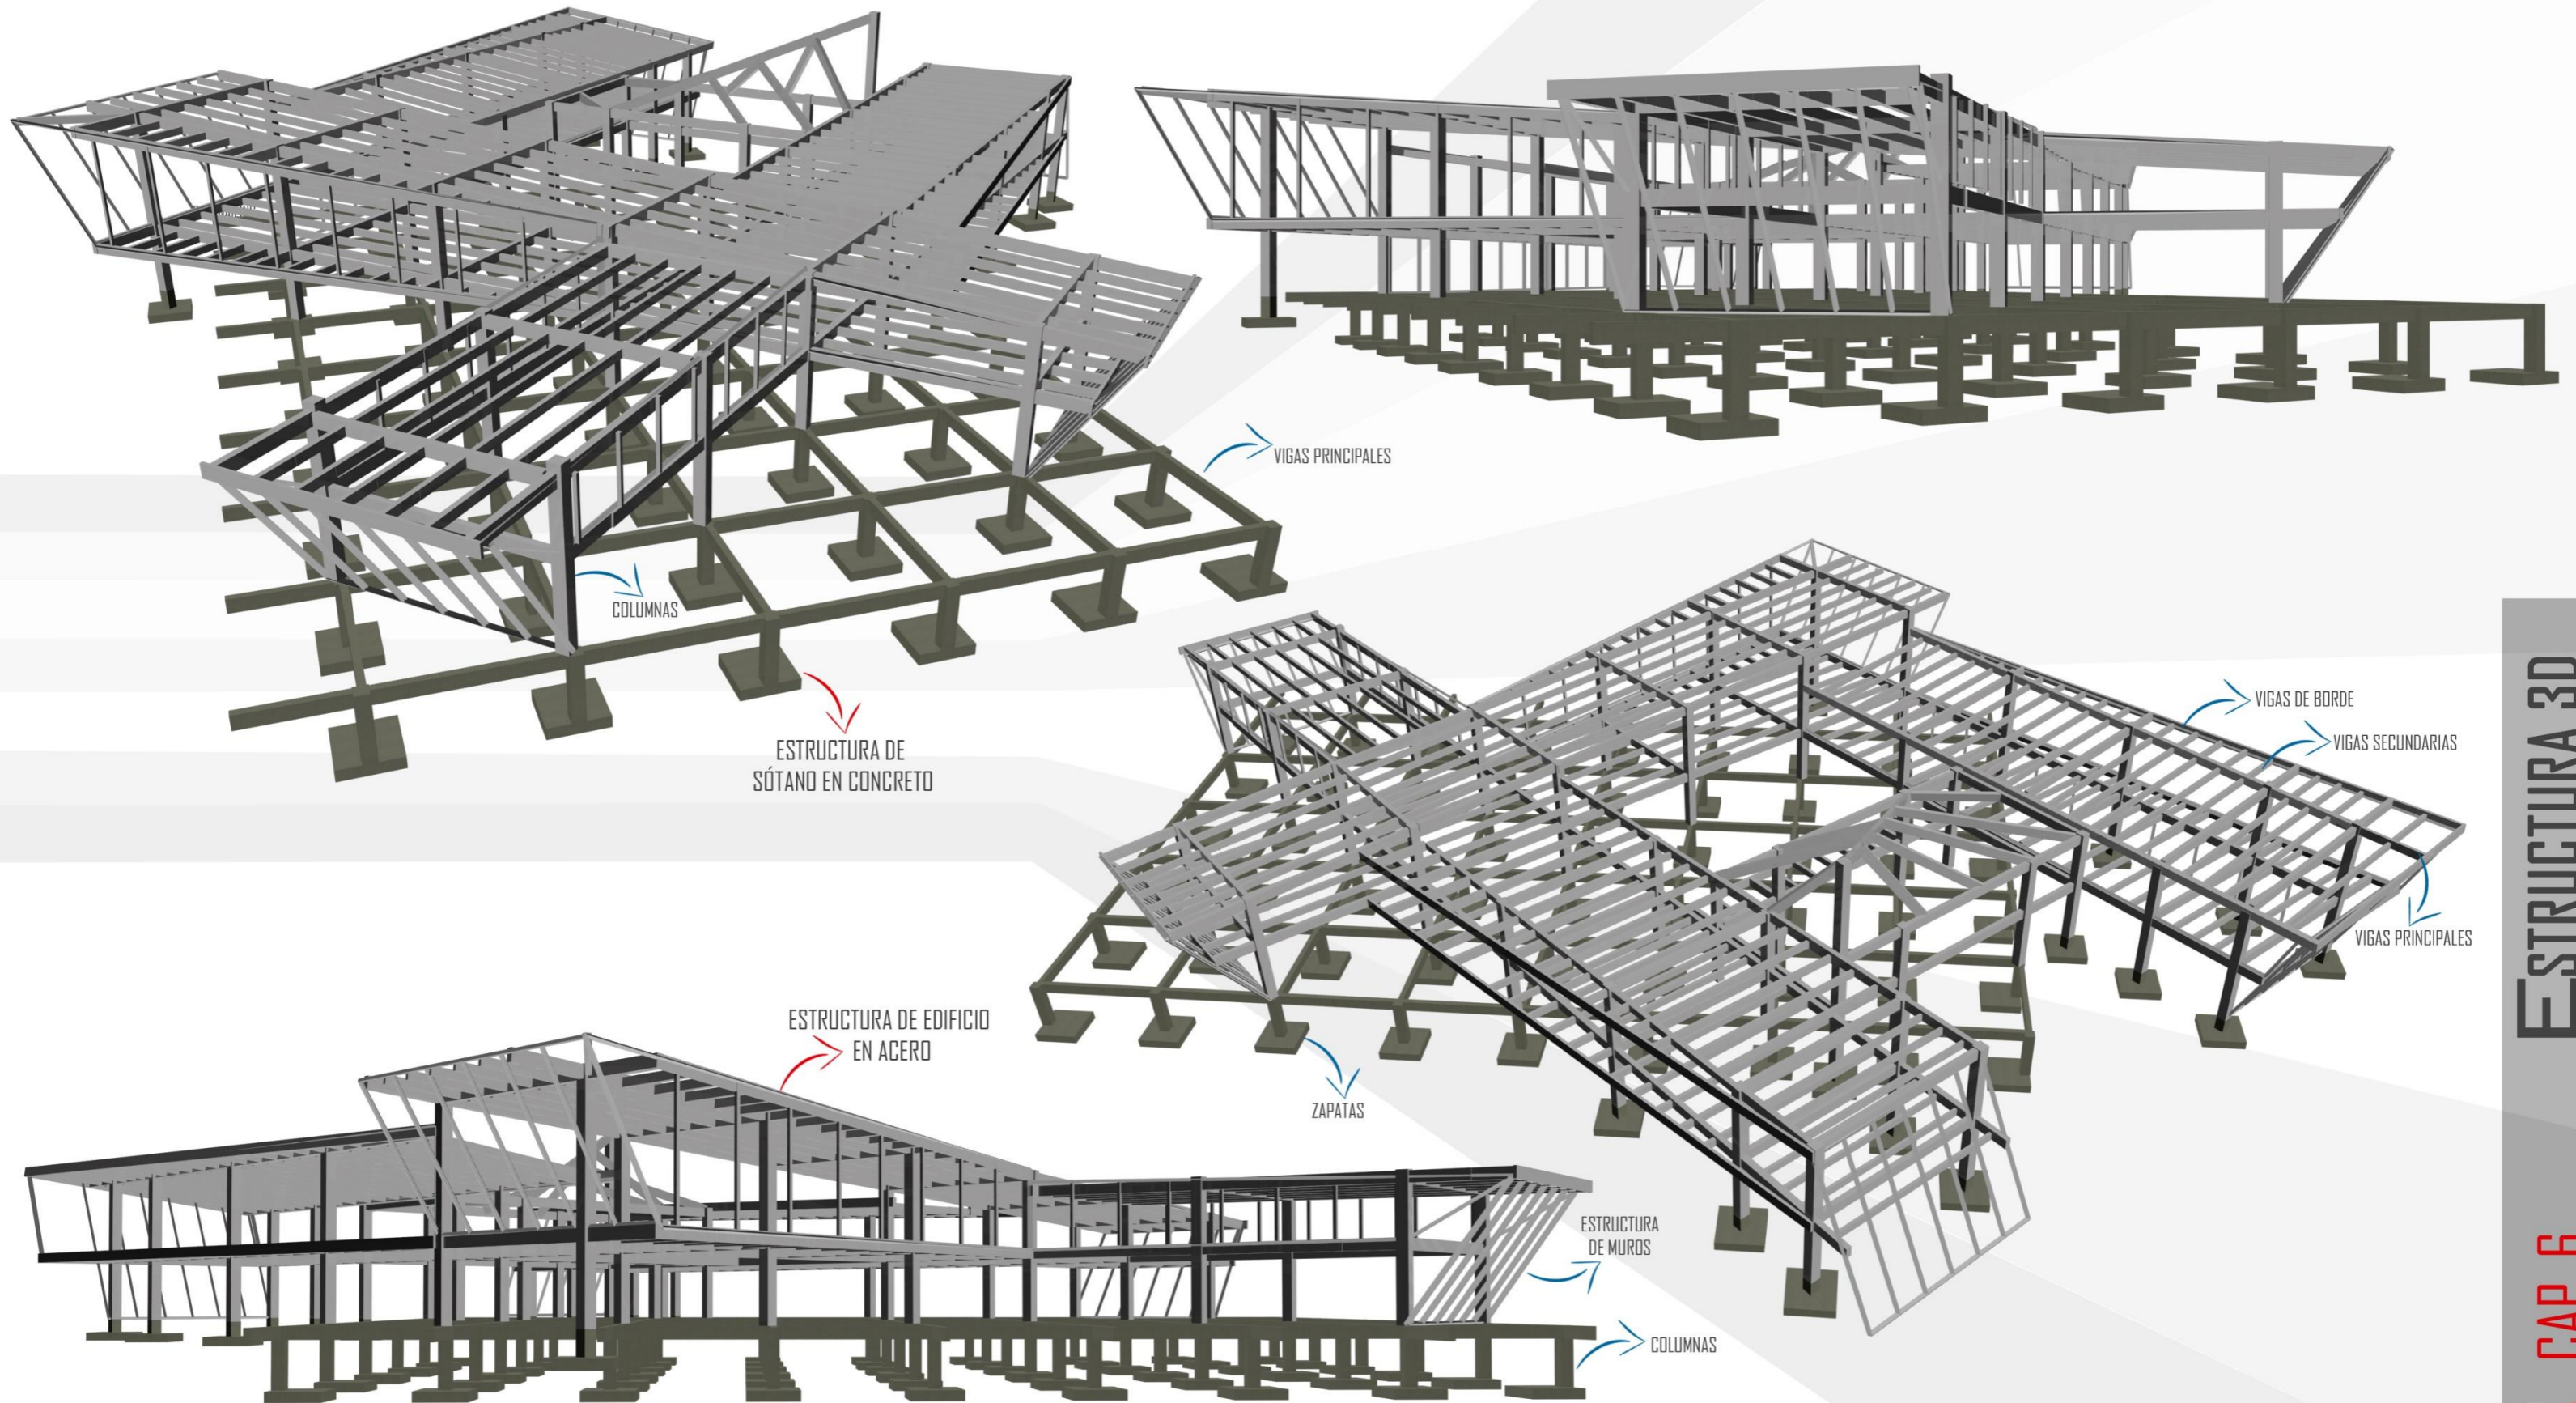 VIGAS PRINCIPALES
COLUMNAS
ESTRUCTURA DE
SÓTANO EN CONCRETO
VIGAS DE BORDE
VIGAS SECUNDARIAS
VIGAS PRINCIPALES
ZAPATAS
ESTRUCTURA DE EDIFICIO
EN ACERO
ESTRUCTURA
DE MUROS
COLUMNAS
ESTRUCTURA 3D
CAP 6